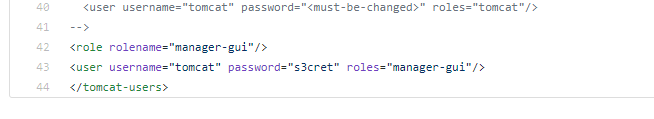 40 <user username="tomcat" password="<must-be-changed>" roles="tomcat"/>
41 -->
42 <role rolename="manager-gui"/>
43 <user username="tomcat" password="s3cret" roles="manager-gui"/>
44 </tomcat-users>